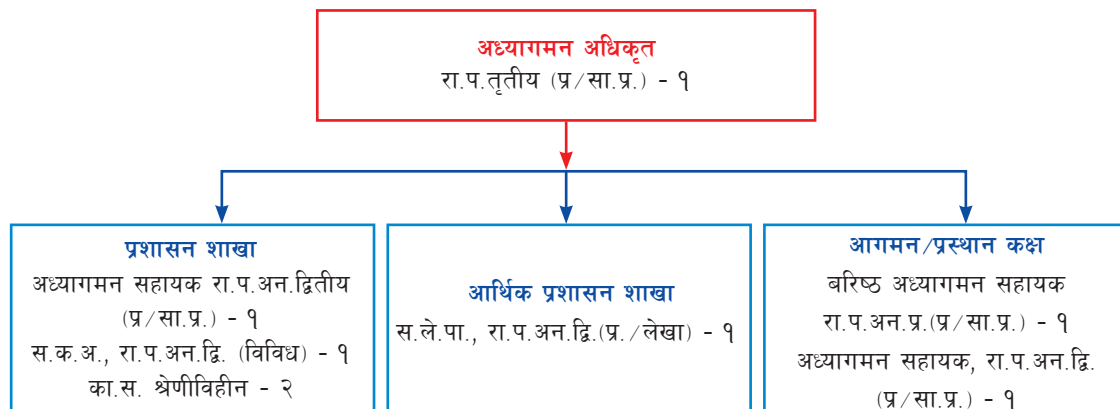 अध्यागमन अधिकृत
रा.प.तृतीय (प्र/सा.प्र.) - १
प्रशासन शाखा
अध्यागमन सहायक रा.प.अन.द्वितीय
(प्र/सा.प्र.) - १
स.क.अ., रा.प.अन.द्वि. (विविध) - १
का.स. श्रेणीविहीन - २
आर्थिक प्रशासन शाखा
स.ले.पा., रा.प.अन.द्वि.(प्र./लेखा) - १
आगमन/प्रस्थान कक्ष
बरिष्ठ अध्यागमन सहायक
रा.प.अन.प्र.(प्र/सा.प्र.) - १
अध्यागमन सहायक, रा.प.अन.द्वि.
(प्र/सा.प्र.) - १